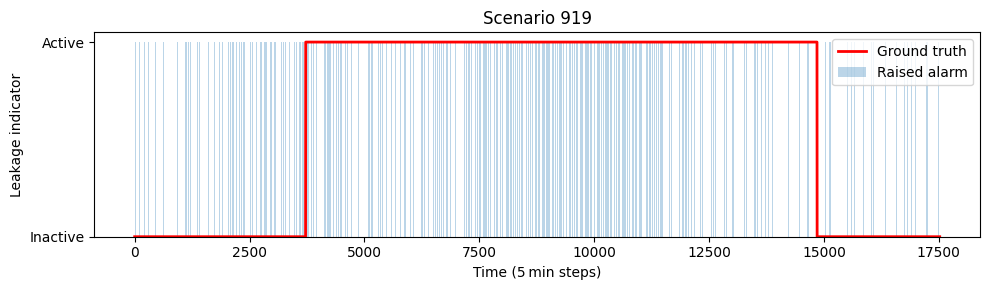 Scenario 919
Active
Inactive
Leakage indicator
Ground truth
Raised alarm
0
2500
5000
7500
10000
12500
15000
17500
Time (5 min steps)